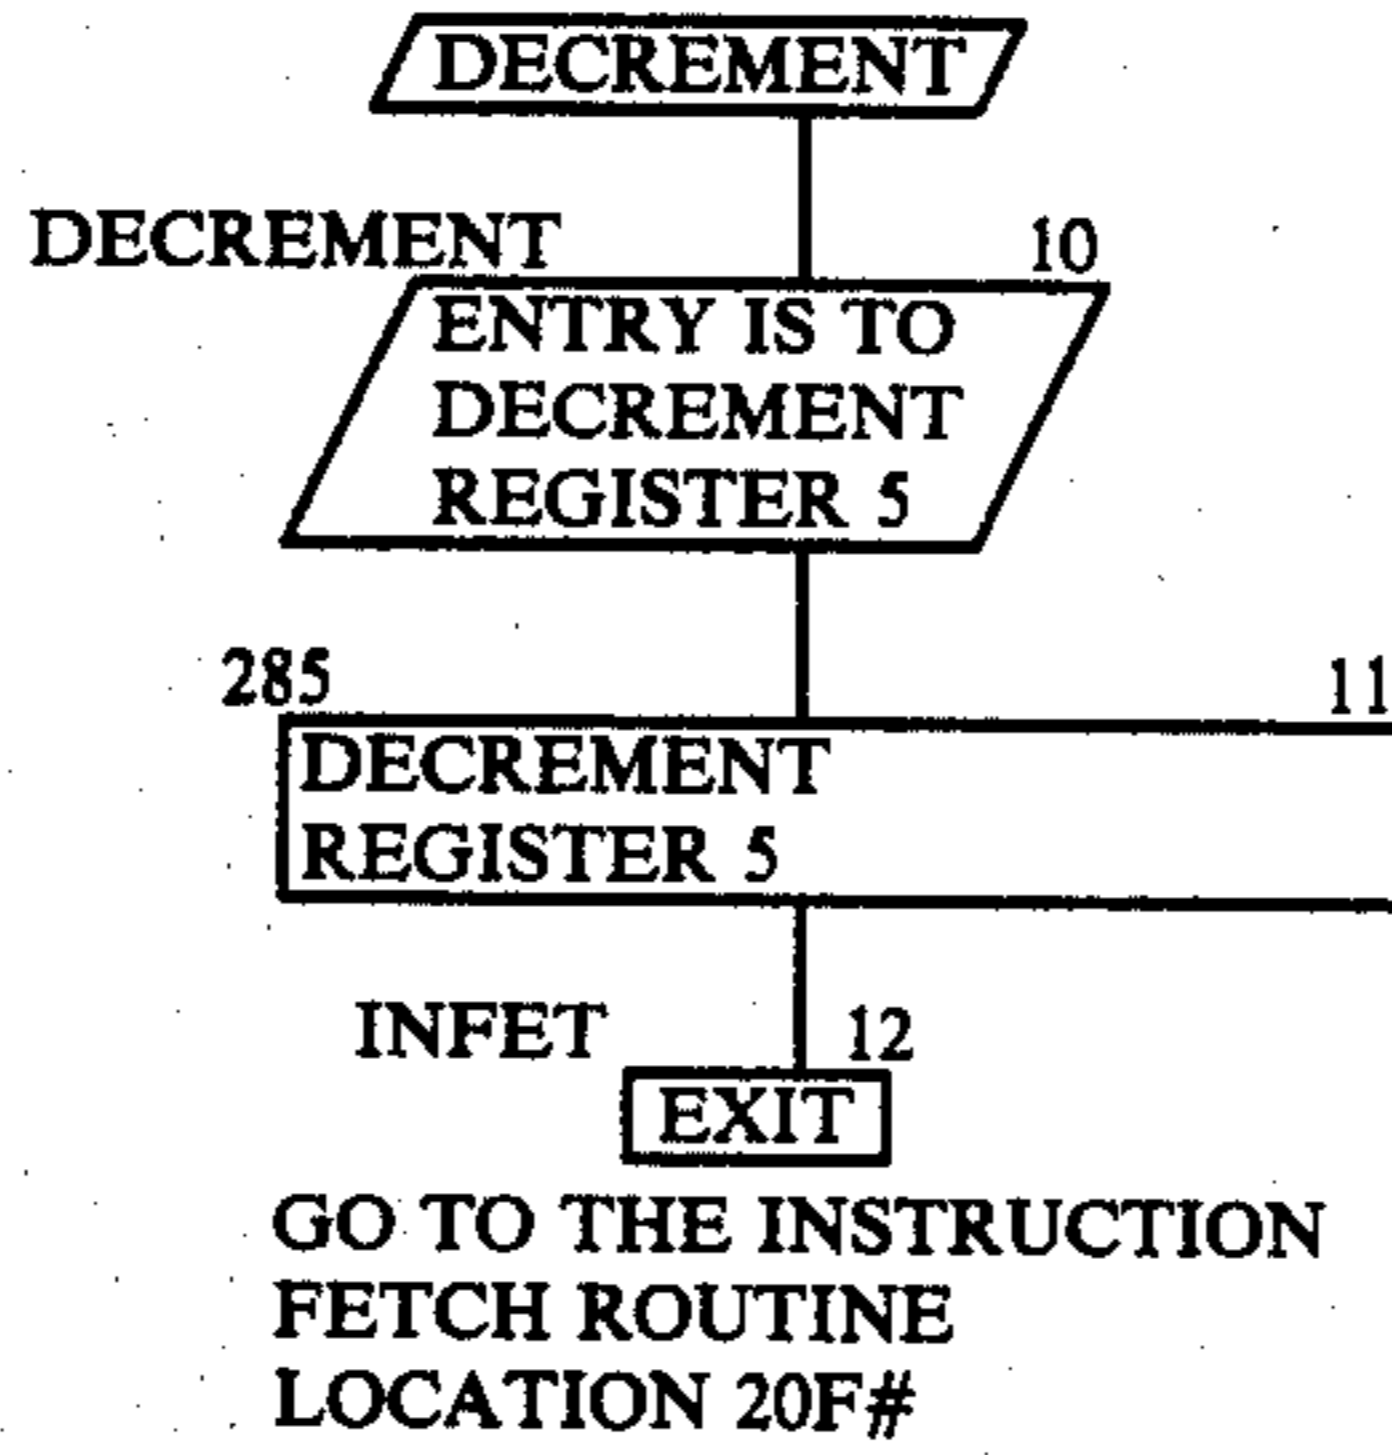 DECREMENT
DECREMENT 10
ENTRY IS TO
DECREMENT
REGISTER 5
285 11
DECREMENT
REGISTER 5
INFET 12
EXIT
GO TO THE INSTRUCTION
FETCH ROUTINE
LOCATION 20F#